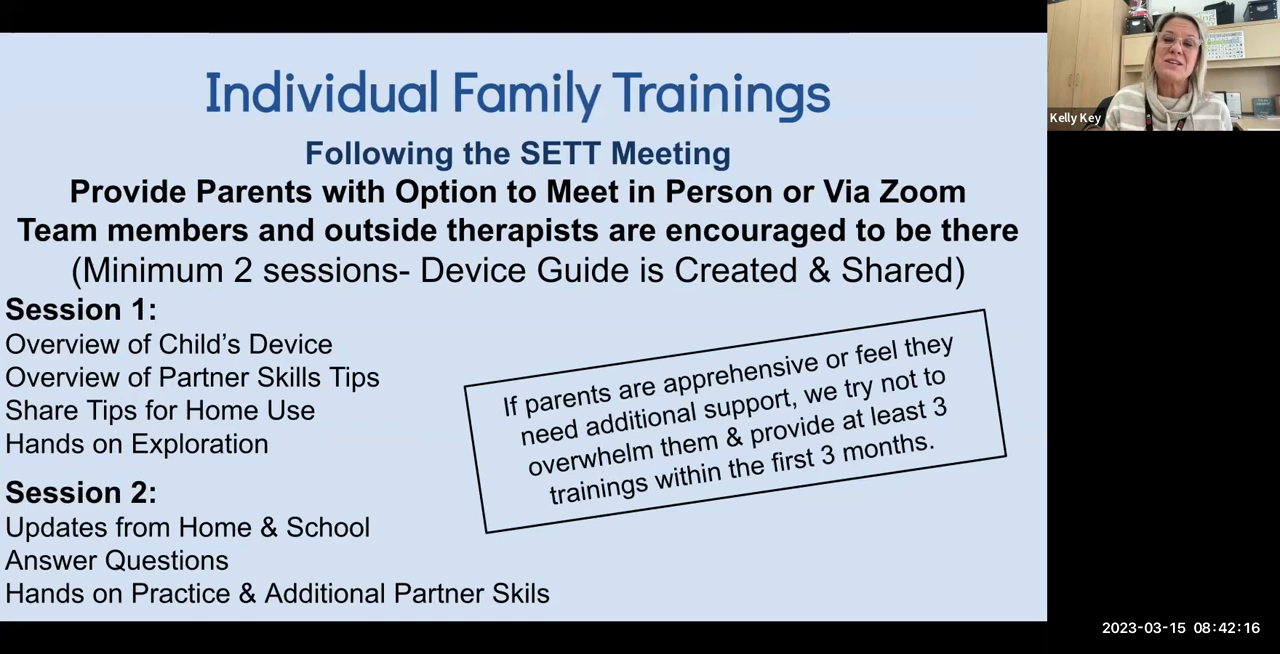 Individual Family Trainings
Following the SETT Meeting
Provide Parents with Option to Meet in Person or Via Zoom
Team members and outside therapists are encouraged to be there
(Minimum 2 sessions- Device Guide is Created & Shared)
Session 1:
Overview of Child's Device
Overview of Partner Skills Tips
Share Tips for Home Use
Hands on Exploration
If parents are apprehensive or feel they
need additional support, we try not to
overwhelm them & provide at least 3
trainings within the first 3 months.
Session 2:
Updates from Home & School
Answer Questions
Hands on Practice & Additional Partner Skils
Kelly Key
2023-03-15 08:42:16